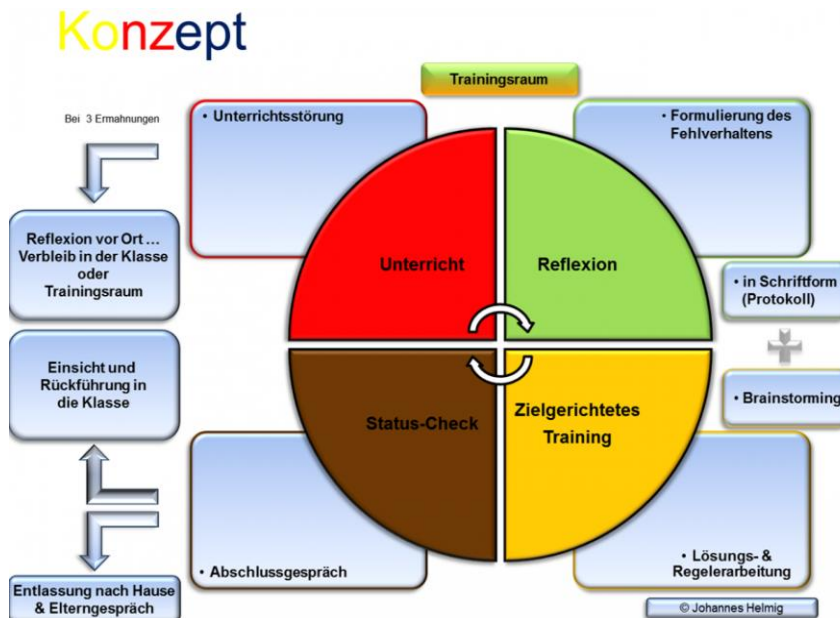 Konzept
Trainingsraum
Bei 3 Ermahnungen
• Unterrichtsstörung
• Formulierung des
Fehlverhaltens
Reflexion vor Ort ...
Verbleib in der Klasse
oder
Trainingsraum
Unterricht
Reflexion
• in Schriftform
(Protokoll)
Einsicht und
Rückführung in
die Klasse
Status-Check
Zielgerichtetes
Training
• Brainstorming
• Abschlussgespräch
• Lösungs- &
Regelerarbeitung
Entlassung nach Hause
& Elterngespräch
© Johannes Helmig